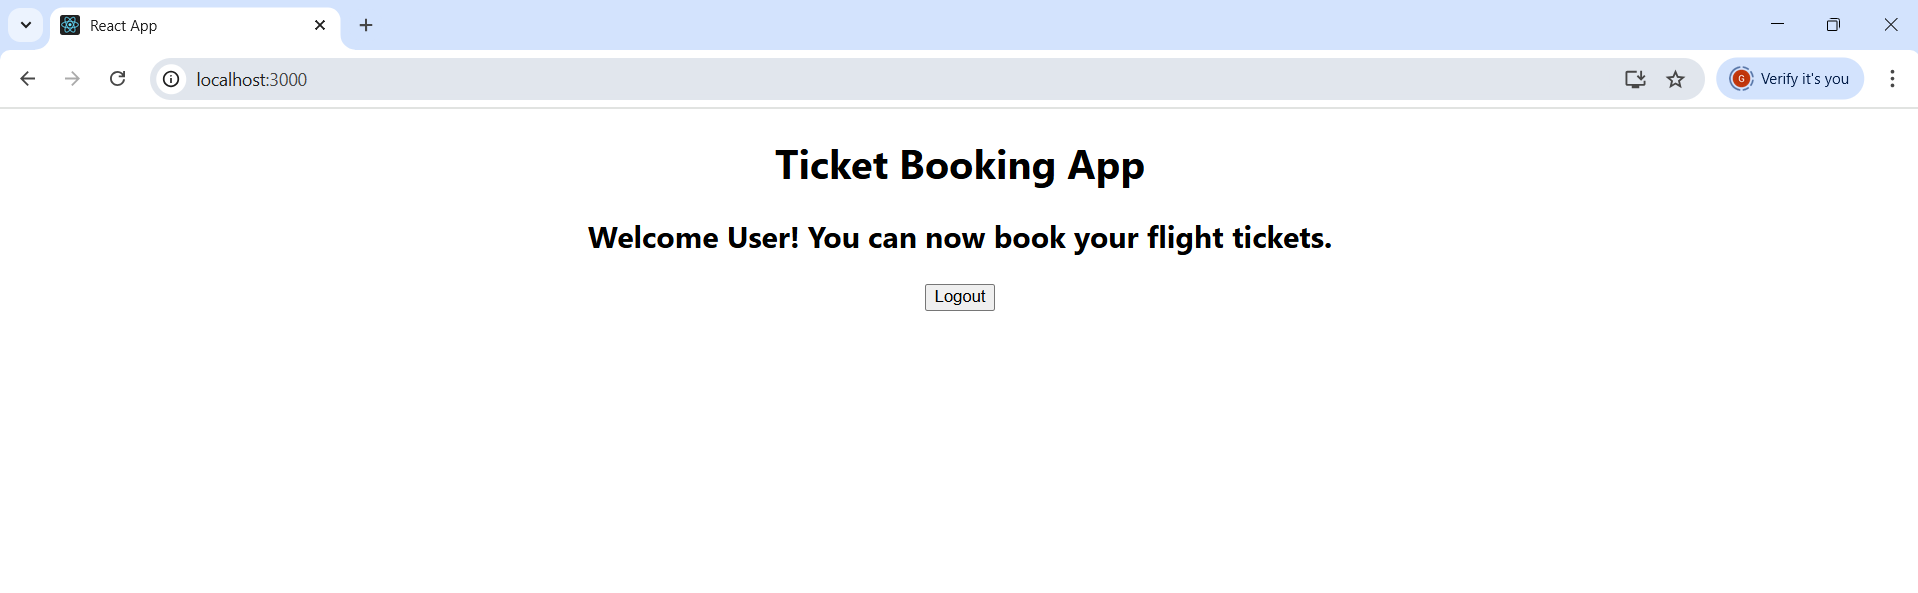 React App
localhost:3000
G
Verify it's you
Ticket Booking App
Welcome User! You can now book your flight tickets.
Logout